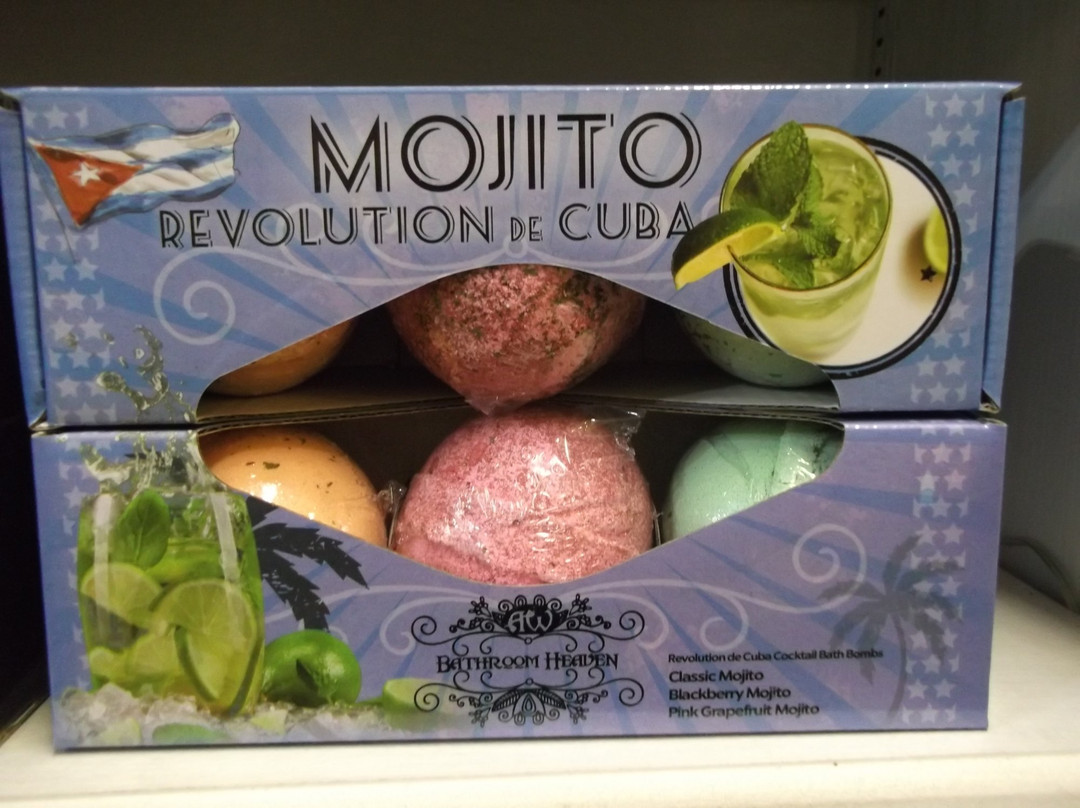 MOJITO
REVOLUTION DE CUBA
AW
BATHROOM HEAVEN
Revolution de Cuba Cocktail Bath Bombs
Classic Mojito
Blackberry Mojito
Pink Grapefruit Mojito